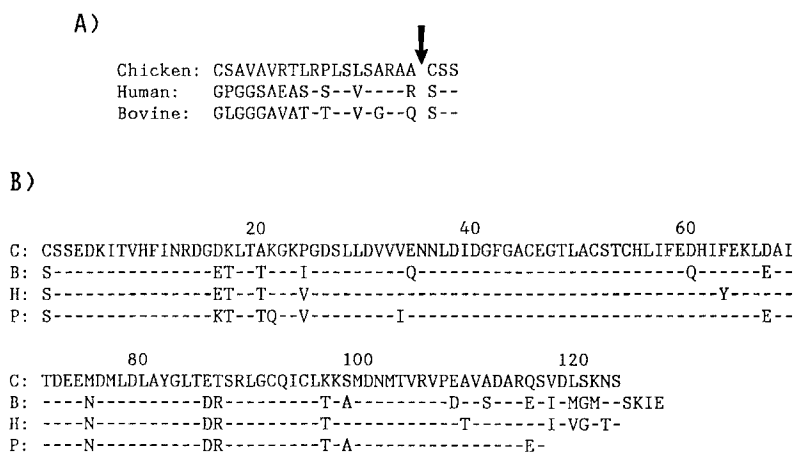 A)
Chicken: CSAVAVRTLRPLSLSARAA CSS
Human: GPGGSAEAS-S--V----R S--
Bovine: GLGGGAVAT-T--V-G--Q S--
B)
20 40 60
C: CSSEDKITVHFINRDGDKLTAKGKPGDSLLDVVVENNLDIDGFGACEGTLACSTCHLIFEDHIFEKLDAI
B: S---------------ET--T---I---------Q-------------------------Q------E--
H: S---------------ET--T---V--------------------------------------Y------
P: S---------------KT--TQ--V--------I---------------------------------E--
80 100 120
C: TDEEMDMLDLAYGLTETSRLGCQICLKKSMDNMTVRVPEAVADARQSVDLSKNS
B: ----N----------DR---------T-A---------D--S---E-I-MGM--SKIE
H: ----N----------DR---------T------------T-------I-VG-T-
P: ----N----------DR---------T-A----------------E-